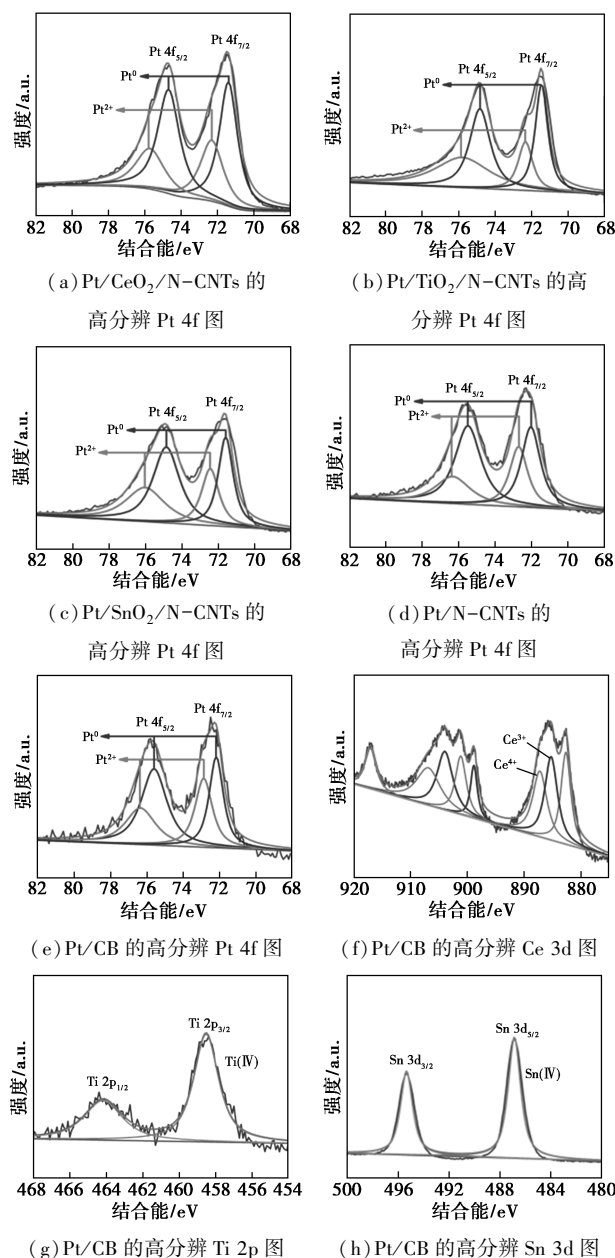 Pt 4f5/2
Pt 4f7/2
Pt0
Pt2+
强度/a.u.
82 80 78 76 74 72 70 68
结合能/eV
(a)Pt/CeO2/N-CNTs 的
高分辨 Pt 4f 图
Pt 4f5/2
Pt 4f7/2
Pt0
Pt2+
强度/a.u.
82 80 78 76 74 72 70 68
结合能/eV
(b)Pt/TiO2/N-CNTs 的高
分辨 Pt 4f 图
Pt 4f5/2
Pt 4f7/2
Pt0
Pt2+
强度/a.u.
82 80 78 76 74 72 70 68
结合能/eV
(c)Pt/SnO2/N-CNTs 的
高分辨 Pt 4f 图
Pt 4f5/2
Pt 4f7/2
Pt0
Pt2+
强度/a.u.
82 80 78 76 74 72 70 68
结合能/eV
(d)Pt/N-CNTs 的
高分辨 Pt 4f 图
Pt 4f5/2
Pt 4f7/2
Pt0
Pt2+
强度/a.u.
82 80 78 76 74 72 70 68
结合能/eV
(e)Pt/CB 的高分辨 Pt 4f 图
Ce3+
Ce4+
强度/a.u.
920 910 900 890 880
结合能/eV
(f)Pt/CB 的高分辨 Ce 3d 图
Ti 2p3/2
Ti(Ⅳ)
Ti 2p1/2
强度/a.u.
468 466 464 462 460 458 456 454
结合能/eV
(g)Pt/CB 的高分辨 Ti 2p 图
Sn 3d5/2
Sn 3d3/2
Sn(Ⅳ)
强度/a.u.
500 496 492 488 484 480
结合能/eV
(h)Pt/CB 的高分辨 Sn 3d 图